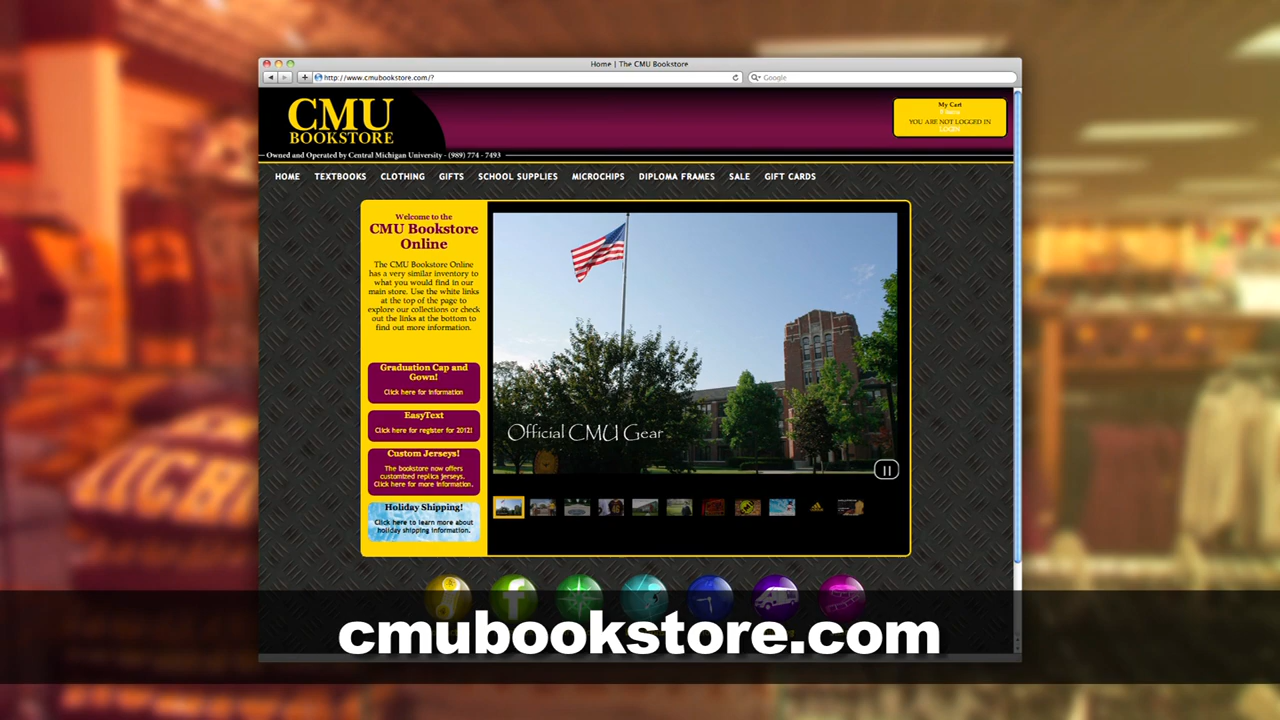 Home | The CMU Bookstore
http://www.cmubookstore.com/?
Google
CMU
BOOKSTORE
My Cart
YOU ARE NOT LOGGED IN
LOGIN
Owned and Operated by Central Michigan University - (989) 774 - 7493
HOME TEXTBOOKS CLOTHING GIFTS SCHOOL SUPPLIES MICROCHIPS DIPLOMA FRAMES SALE GIFT CARDS
Welcome to the
CMU Bookstore
Online
The CMU Bookstore Online
has a very similar inventory to
what you would find in our
main store. Use the white links
at the top of the page to
explore our collections or check
out the links at the bottom to
find out more information.
Graduation Cap and
Gown!
Click here for information
EasyText
Click here for register for 2012!
Custom Jerseys!
The bookstore now offers
customized replica jerseys.
Click here for more information.
Holiday Shipping!
Click here to learn more about
holiday shipping information.
Official CMU Gear
cmubookstore.com